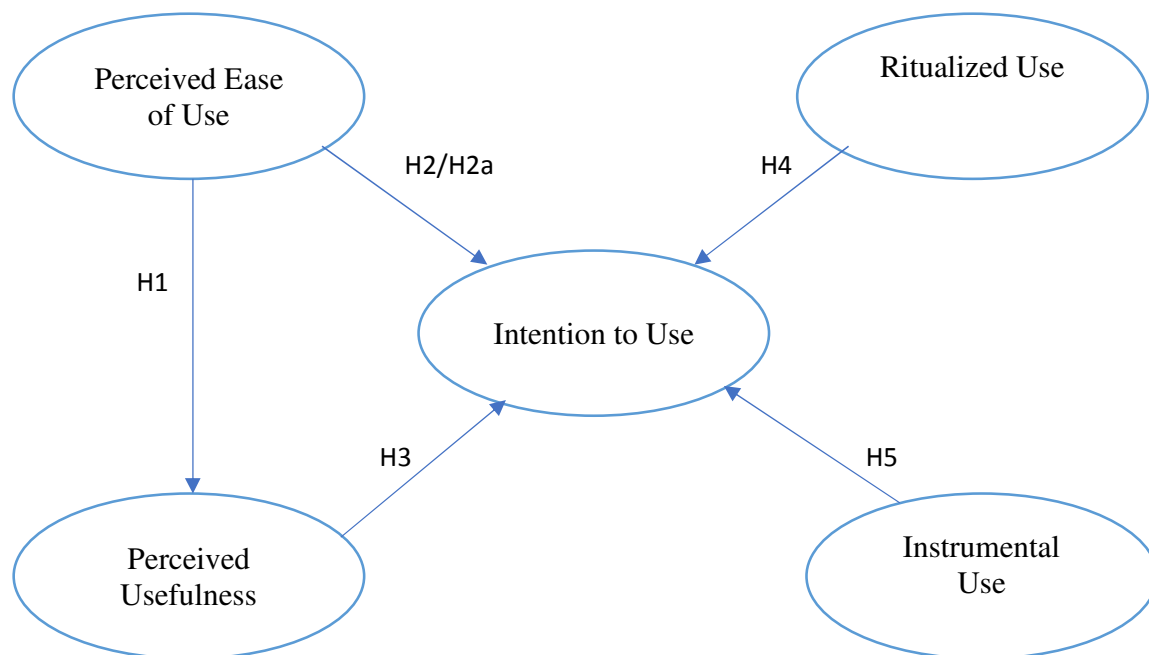 Perceived Ease
of Use
Ritualized Use
H2/H2a
H4
H1
Intention to Use
H3
H5
Perceived
Usefulness
Instrumental
Use